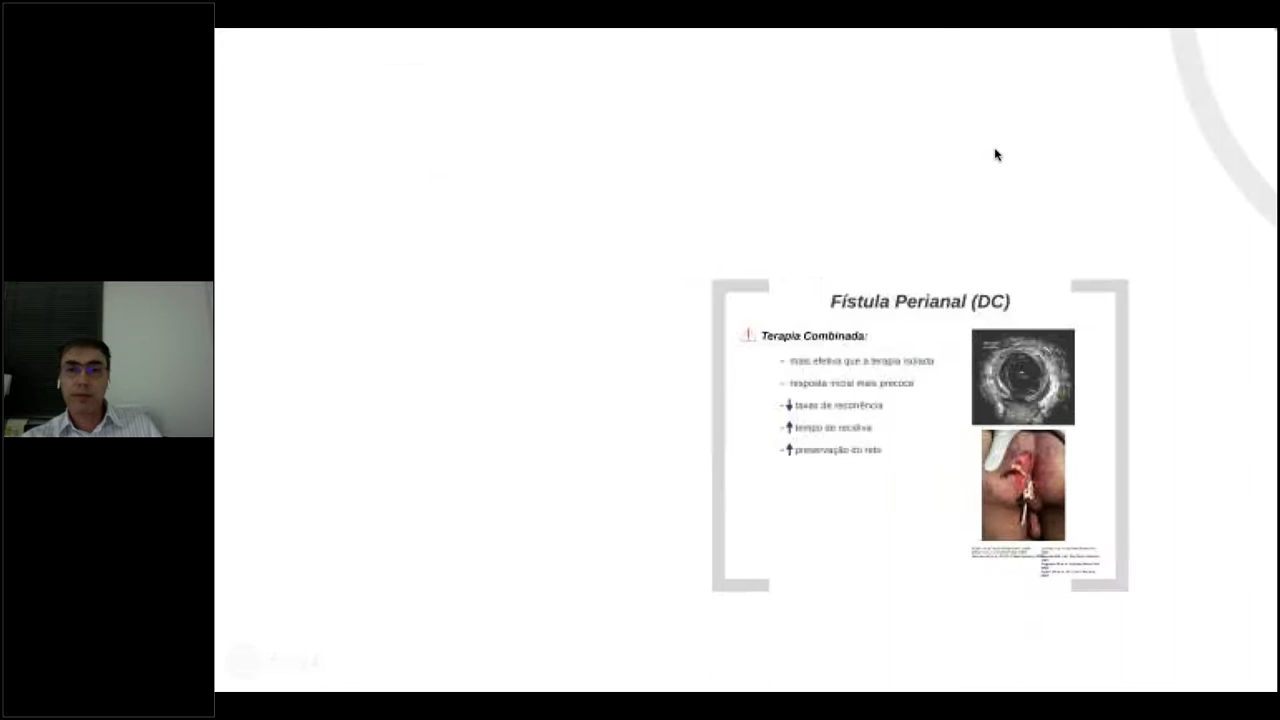 Fístula Perianal (DC)
Terapia Combinada:
- mais efetiva que a terapia isolada
- resposta inicial mais precoce
- taxas de recorrência
- tempo de recidiva
- preservação do reto